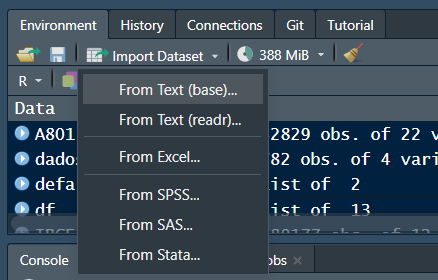 Environment History Connections Git Tutorial
Import Dataset 388 MiB
R
From Text (base)...
Data
From Text (readr)...
A801 2829 obs. of 22 v
From Excel...
dados 82 obs. of 4 vari
defa ist of 2
From SPSS...
df ist of 13
From SAS...
Console obs
From Stata...